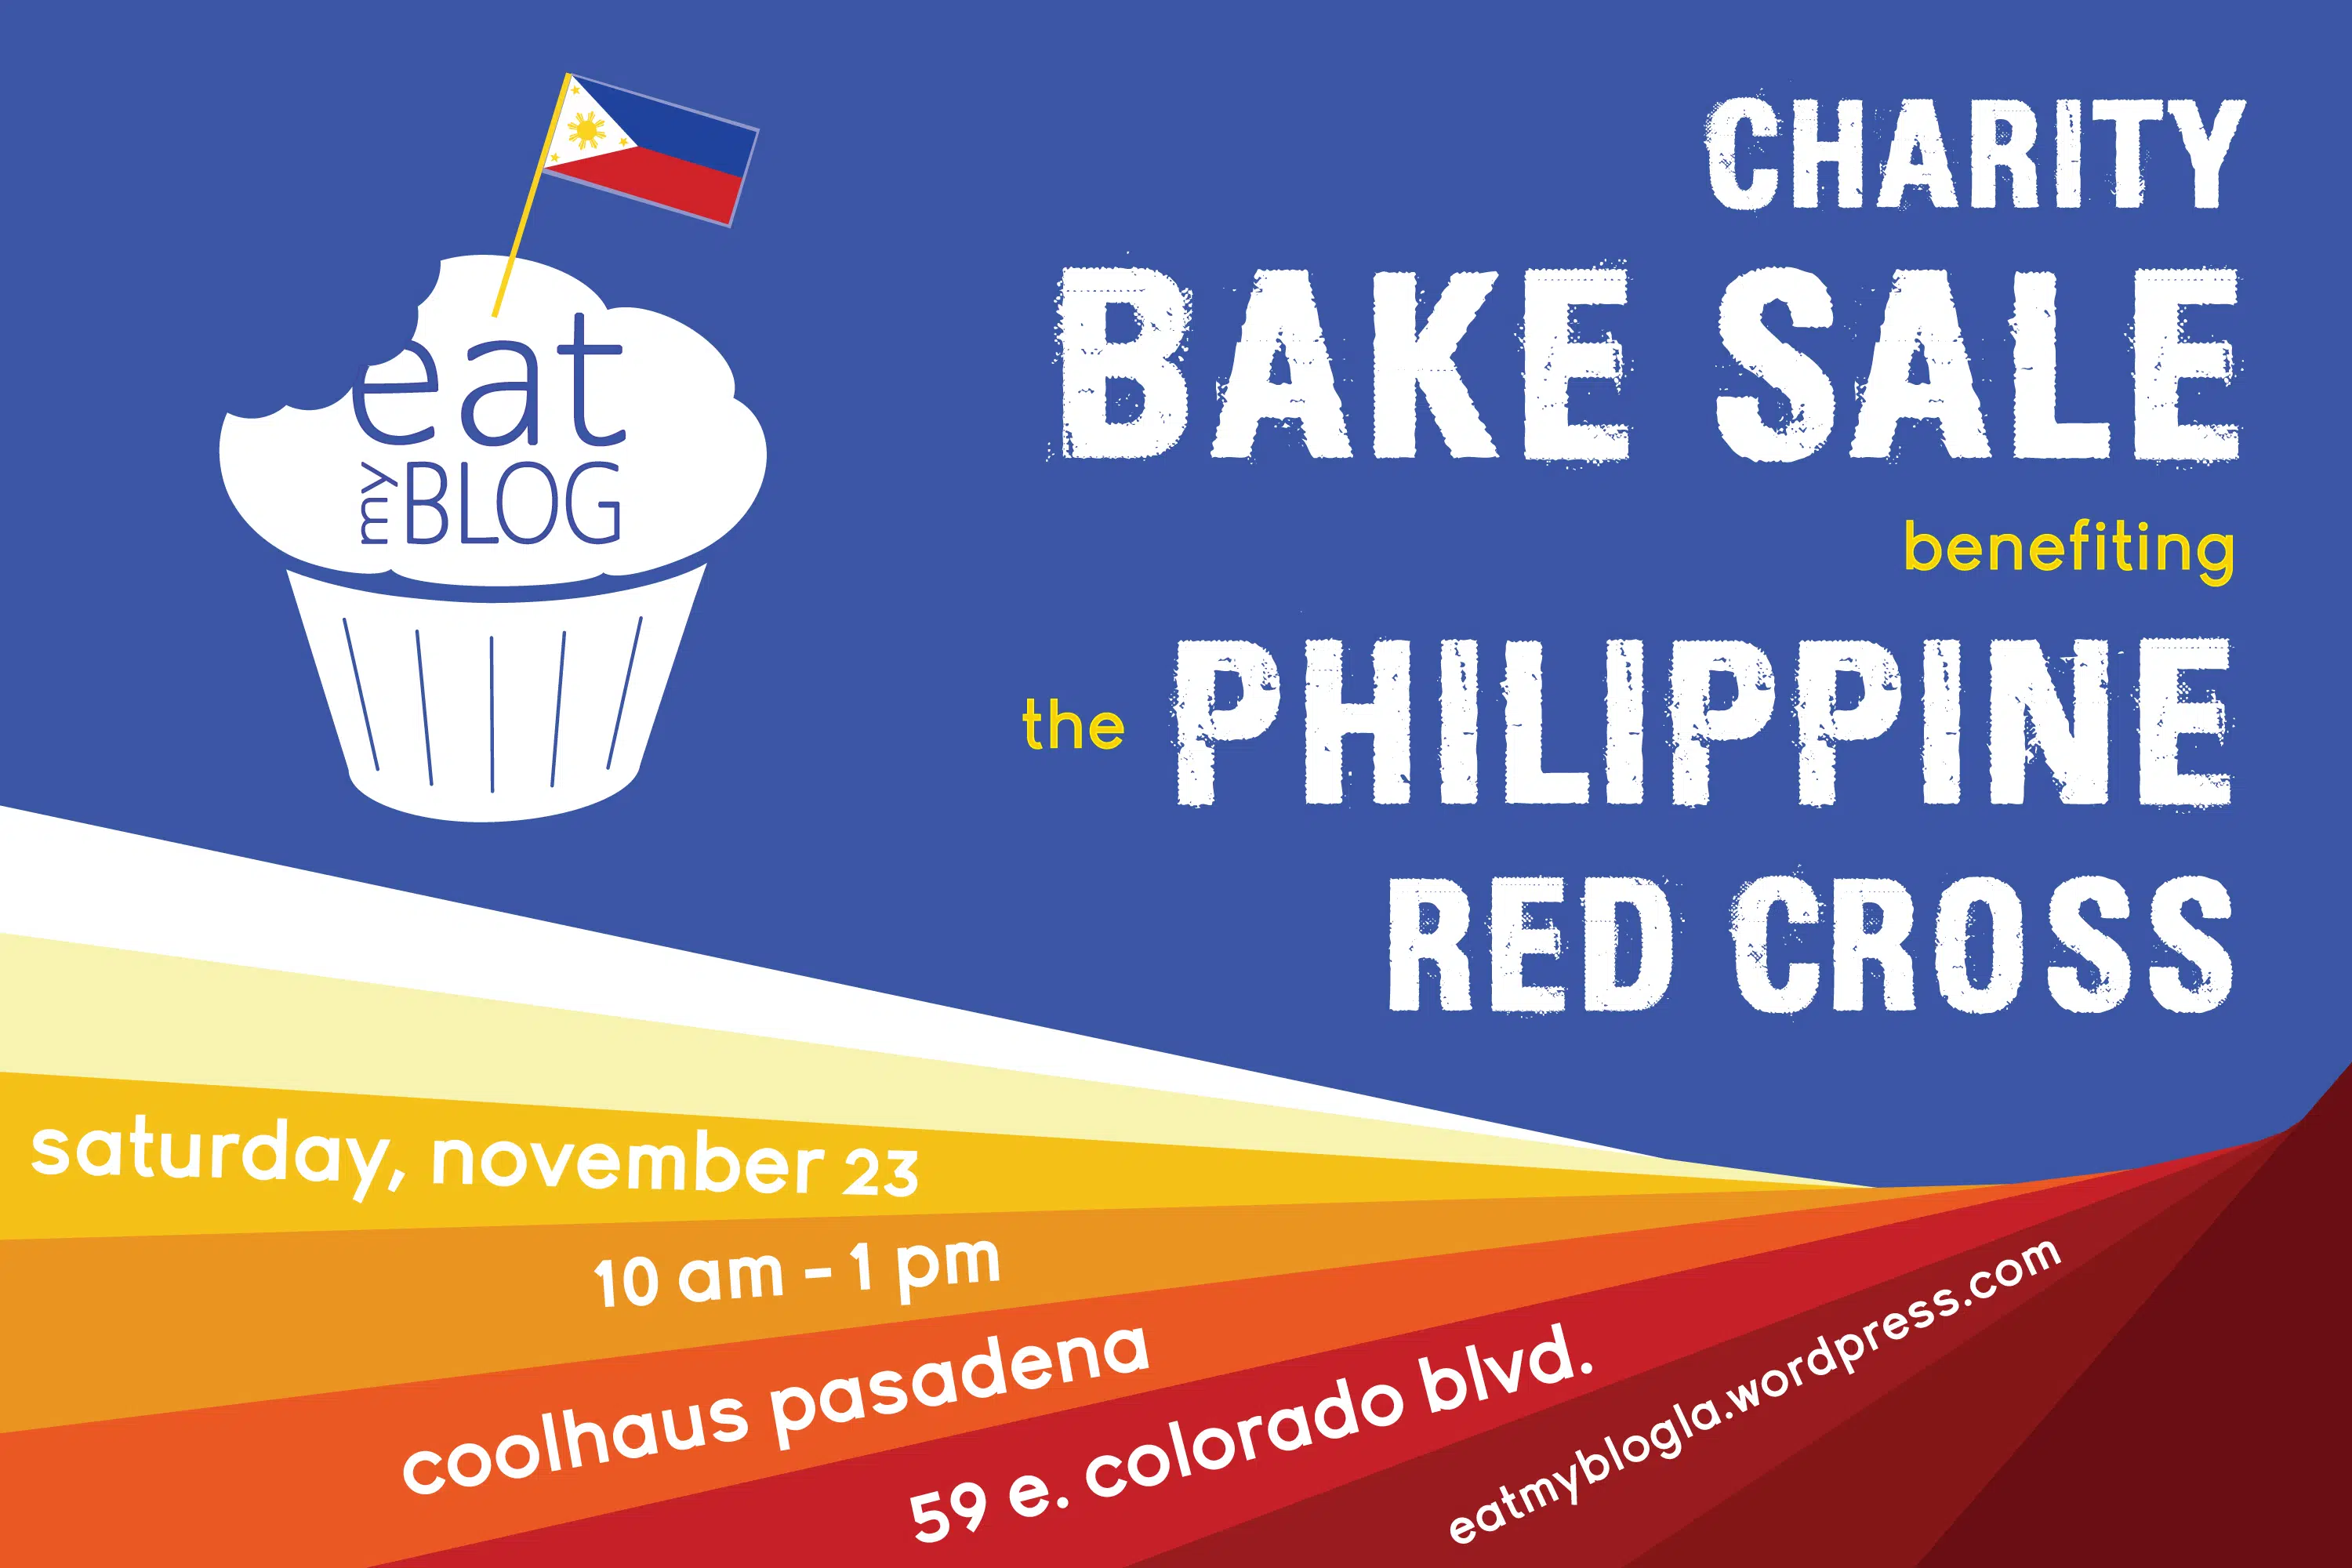 eat
my BLOG
CHARITY
BAKE SALE
benefiting
the PHILIPPINE
RED CROSS
saturday, november 23
10 am - 1 pm
coolhaus pasadena
59 e. colorado blvd.
eatmyblogla.wordpress.com